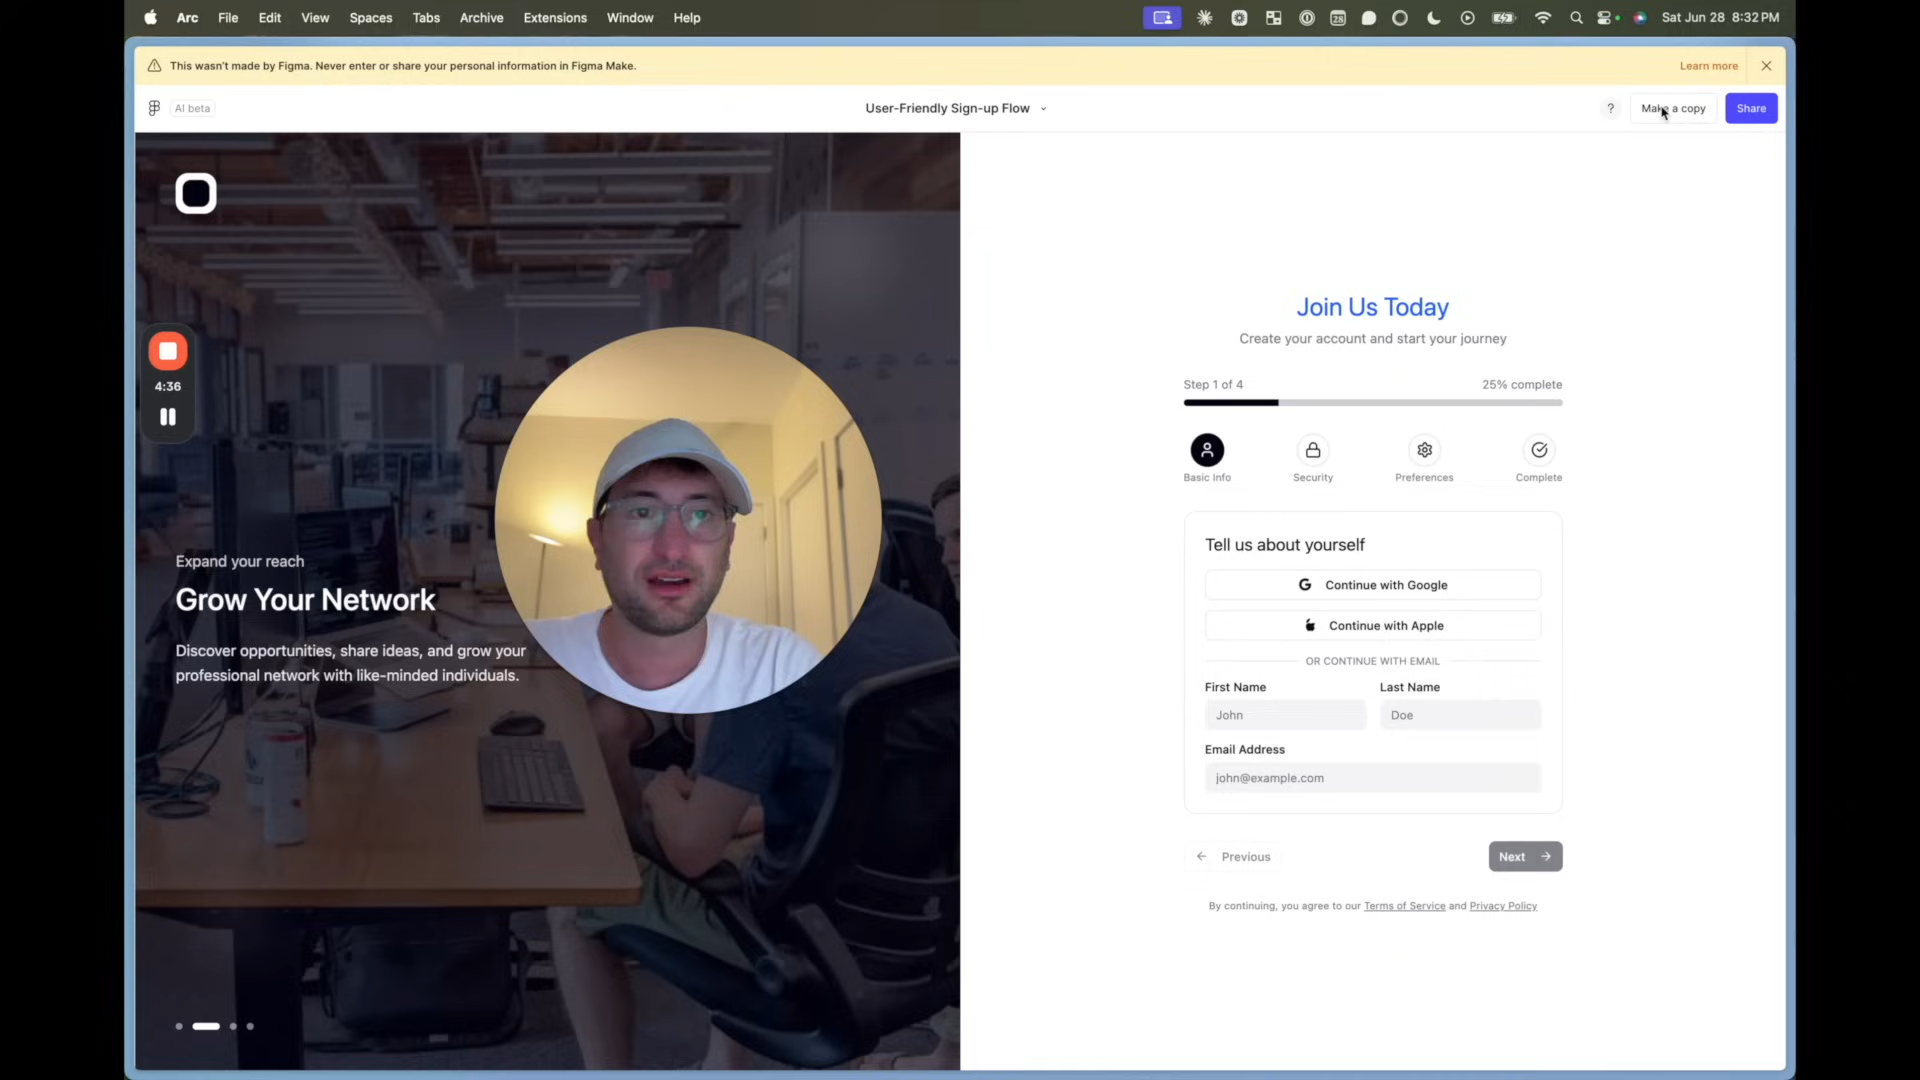 Arc File Edit View Spaces Tabs Archive Extensions Window Help 28 Sat Jun 28 8:32 PM
This wasn't made by Figma. Never enter or share your personal information in Figma Make. Learn more
AI beta User-Friendly Sign-up Flow ? Make a copy Share
4:36
Expand your reach
Grow Your Network
Discover opportunities, share ideas, and grow your
professional network with like-minded individuals.
Join Us Today
Create your account and start your journey
Step 1 of 4 25% complete
Basic Info Security Preferences Complete
Tell us about yourself
G Continue with Google
Continue with Apple
OR CONTINUE WITH EMAIL
First Name Last Name
John Doe
Email Address
john@example.com
Previous Next
By continuing, you agree to our Terms of Service and Privacy Policy